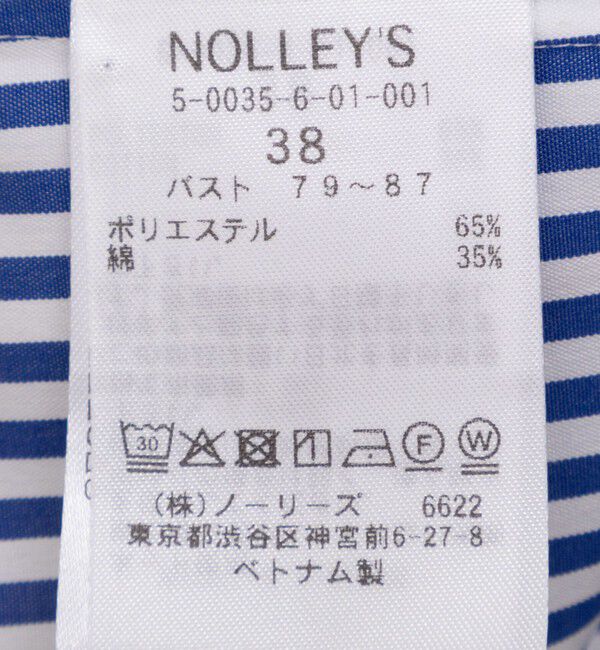 NOLLEY'S
5-0035-6-01-001
38
バスト 79〜87
ポリエステル 65%
綿 35%
30
F W
(株)ノーリーズ 6622
東京都渋谷区神宮前6-27-8
ベトナム製